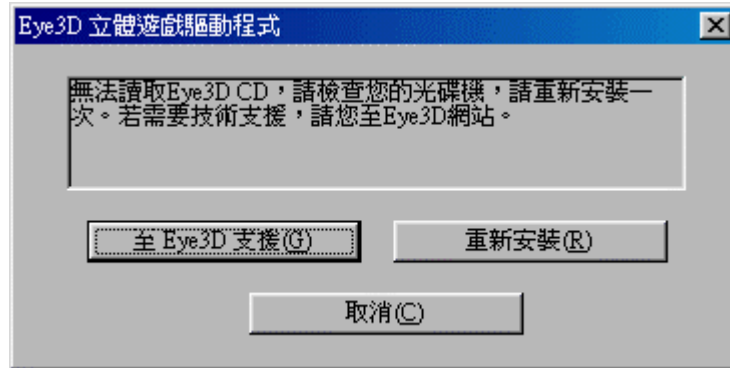 Eye3D 立體遊戲驅動程式
無法讀取Eye3D CD，請檢查您的光碟機，請重新安裝一
次。若需要技術支援，請您至Eye3D網站。
至 Eye3D 支援(G)
重新安裝(R)
取消(C)